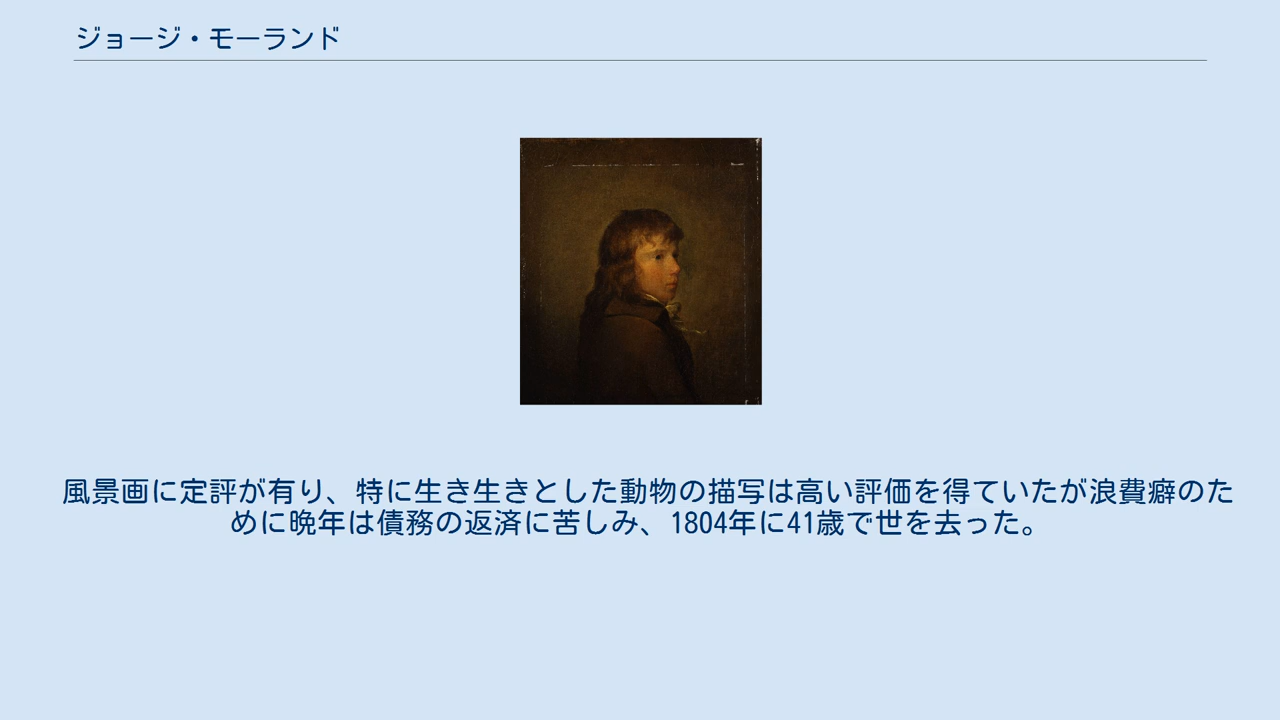 ジョージ・モーランド
風景画に定評が有り、特に生き生きとした動物の描写は高い評価を得ていたが浪費癖のた
めに晩年は債務の返済に苦しみ、1804年に41歳で世を去った。